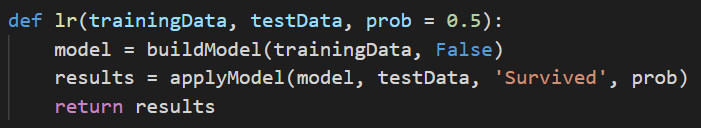 def lr(trainingData, testData, prob = 0.5):
    model = buildModel(trainingData, False)
    results = applyModel(model, testData, 'Survived', prob)
    return results